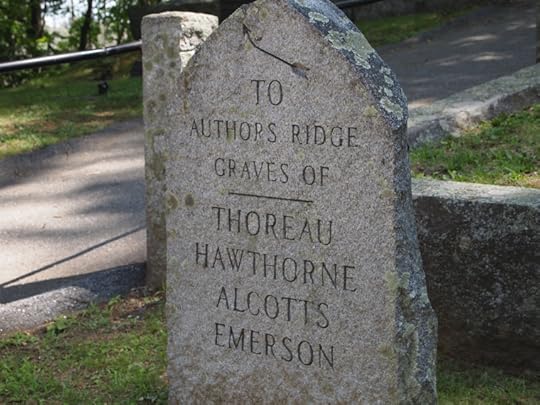 TO
AUTHORS RIDGE
GRAVES OF
THOREAU
HAWTHORNE
ALCOTTS
EMERSON